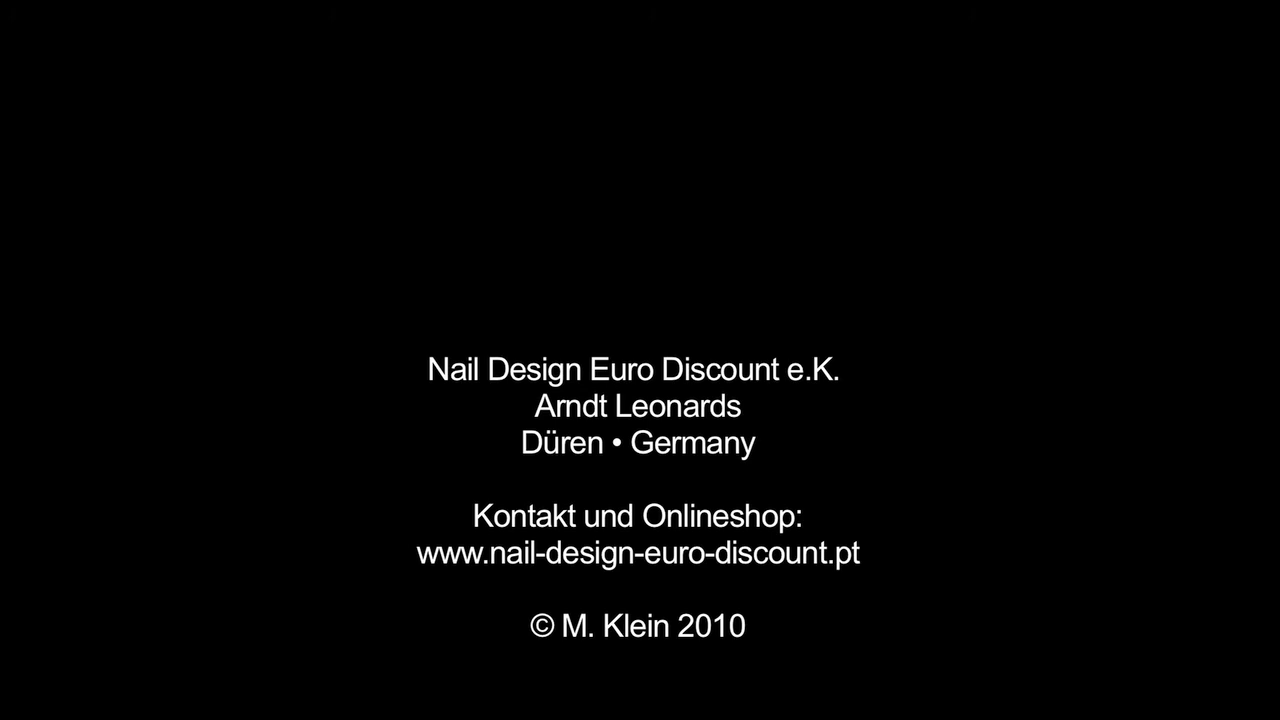 Nail Design Euro Discount e.K.
Arndt Leonards
Düren • Germany
Kontakt und Onlineshop:
www.nail-design-euro-discount.pt
© M. Klein 2010